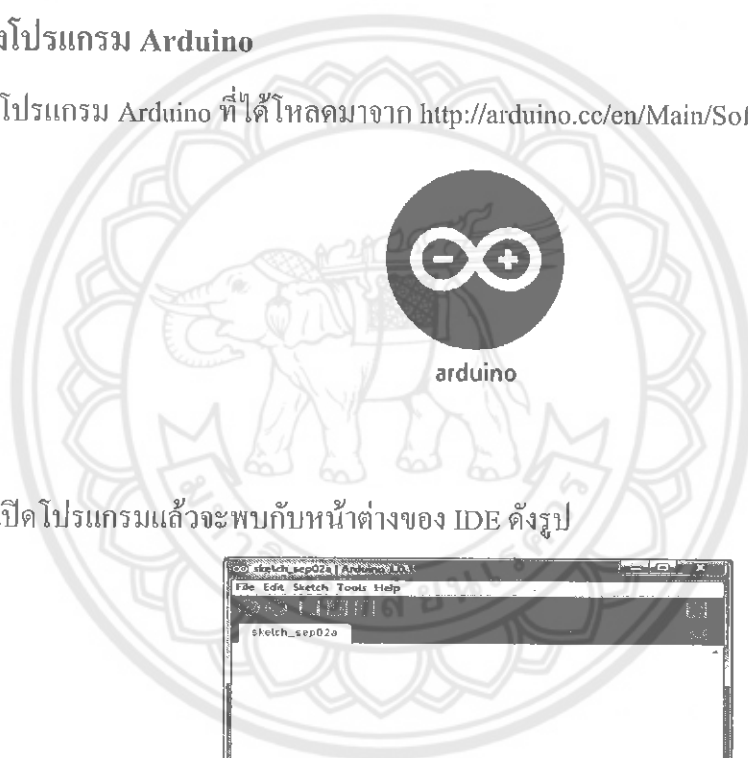 งโปรแกรม Arduino
โปรแกรม Arduino ที่ได้โหลดมาจาก http://arduino.cc/en/Main/Sof
arduino
เปิดโปรแกรมแล้วจะพบกับหน้าต่างของ IDE ดังรูป
sketch_sep02a | Arduino
File Edit Sketch Tools Help
sketch_sep02a